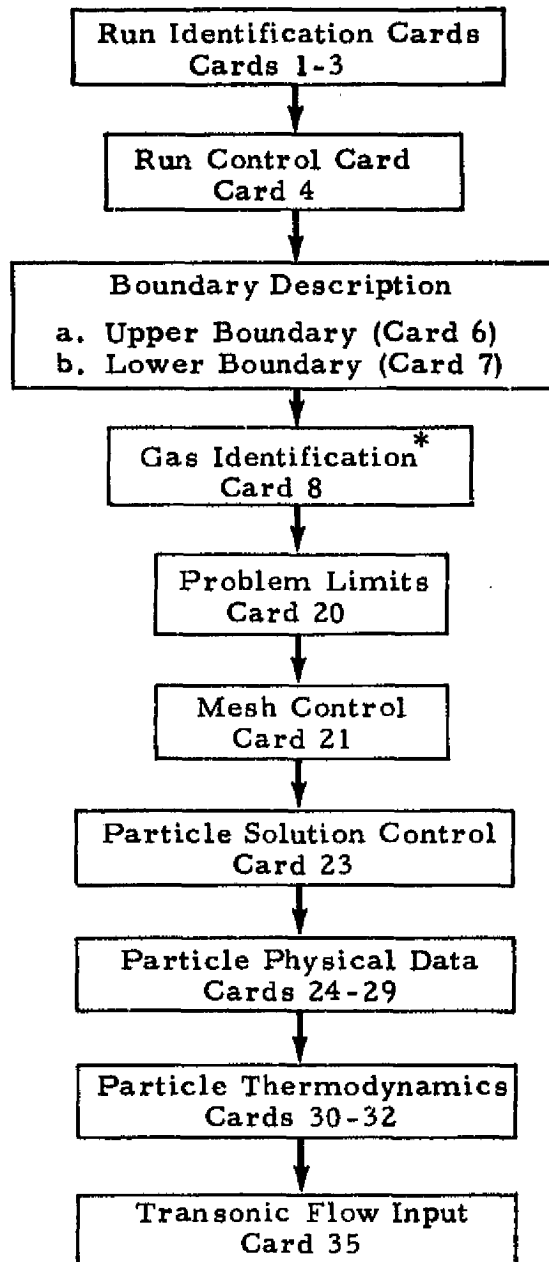 Run Identification Cards
Cards 1-3
Run Control Card
Card 4
Boundary Description
a. Upper Boundary (Card 6)
b. Lower Boundary (Card 7)
Gas Identification*
Card 8
Problem Limits
Card 20
Mesh Control
Card 21
Particle Solution Control
Card 23
Particle Physical Data
Cards 24-29
Particle Thermodynamics
Cards 30-32
Transonic Flow Input
Card 35